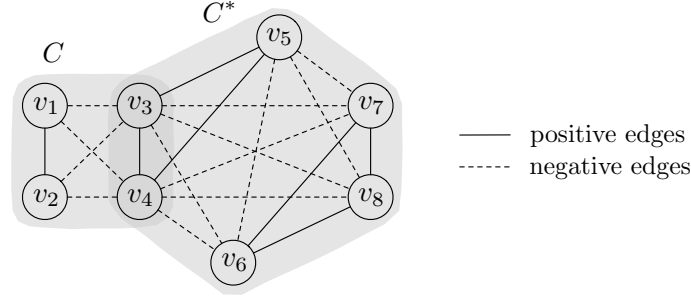 C*
C
v5
v1
v3
v7
positive edges
negative edges
v2
v4
v8
v6